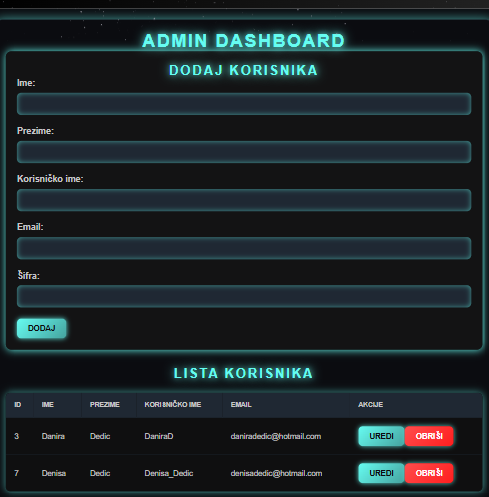 ADMIN DASHBOARD
DODAJ KORISNIKA
Ime:
Prezime:
Korisničko ime:
Email:
Šifra:
DODAJ
LISTA KORISNIKA
ID IME PREZIME KORISNIČKO IME EMAIL AKCIJE
3 Danira Dedic DaniraD daniradedic@hotmail.com UREDI OBRIŠI
7 Denisa Dedic Denisa_Dedic denisadedic@hotmail.com UREDI OBRIŠI